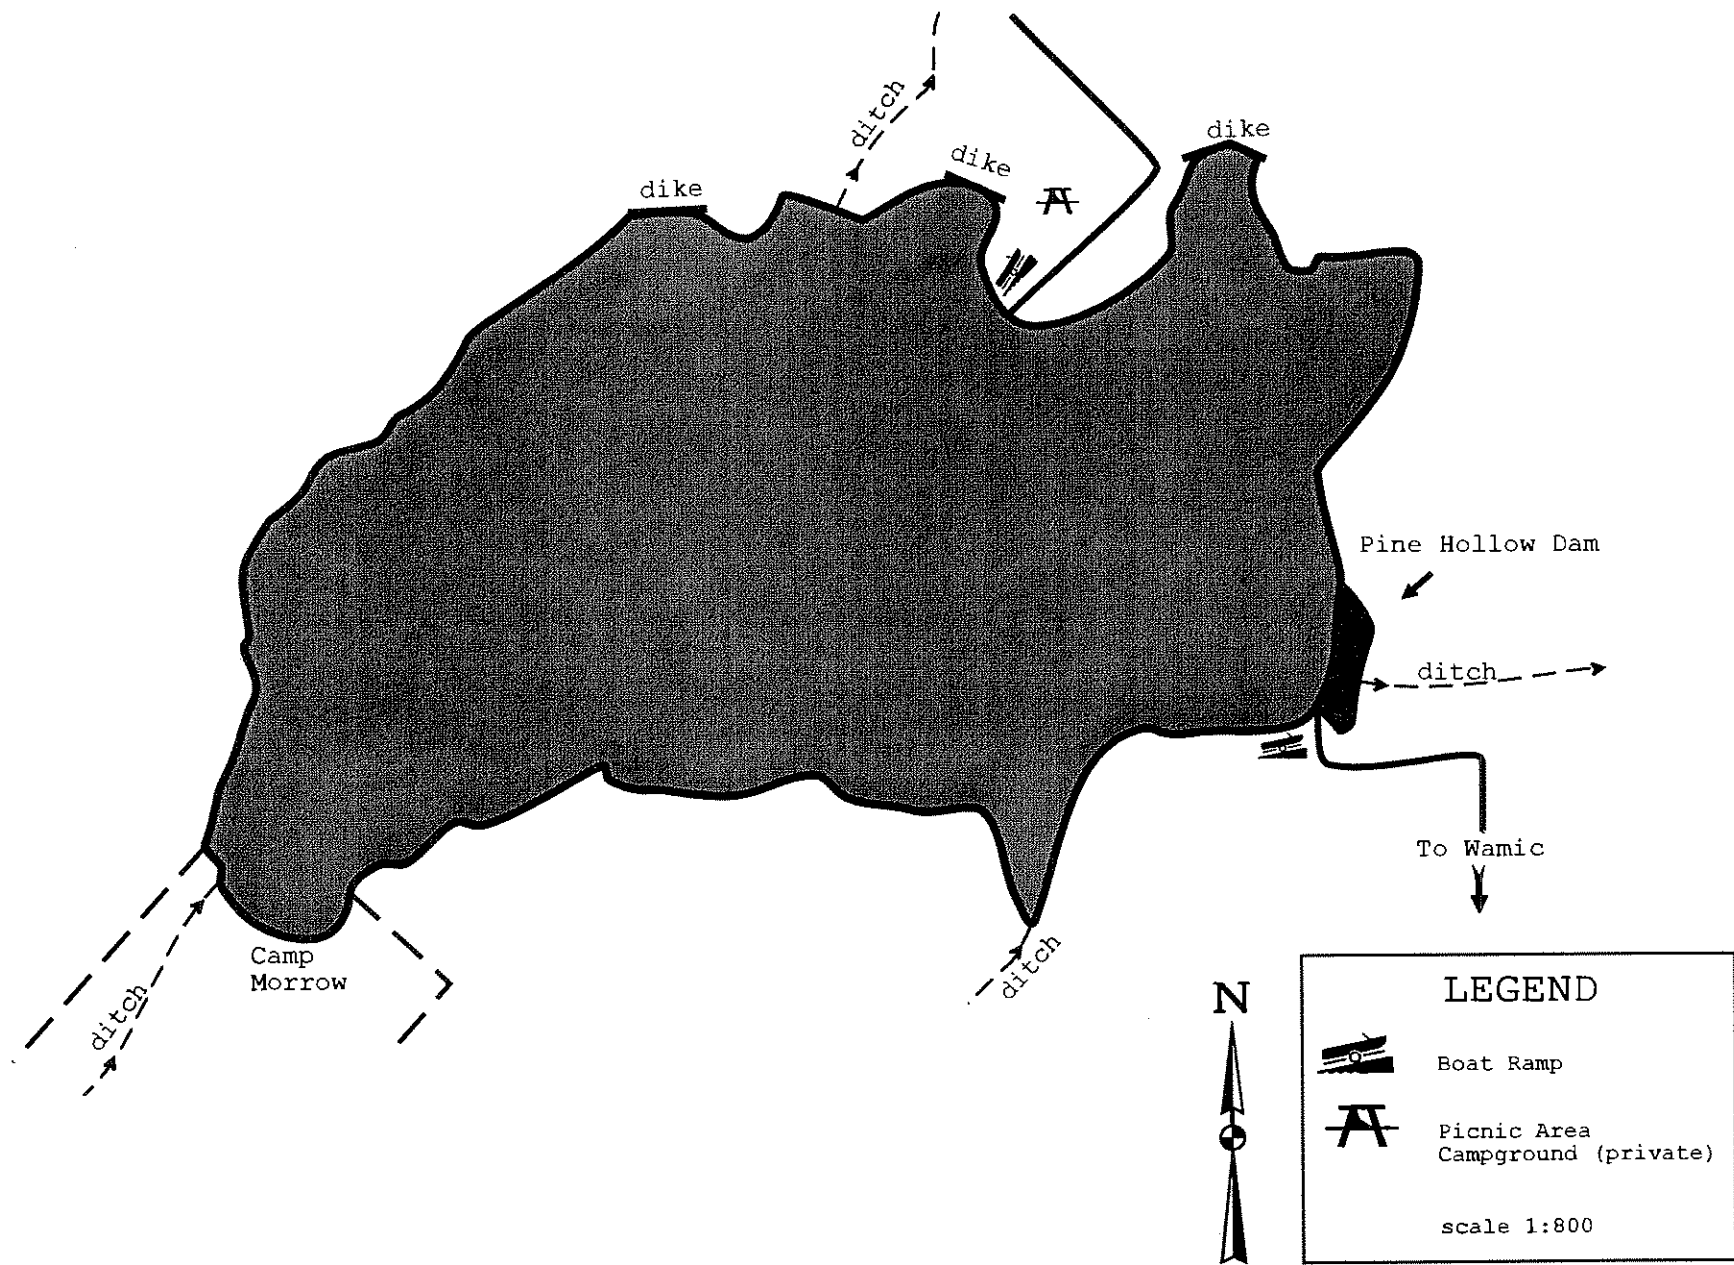 ditch
dike
dike
dike
Pine Hollow Dam
ditch
To Wamic
Camp
Morrow
ditch
ditch
N
LEGEND
Boat Ramp
Picnic Area
Campground (private)
scale 1:800